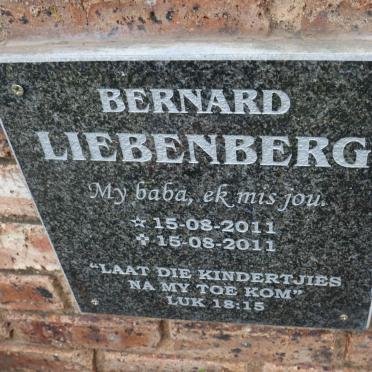 BERNARD
LIEBENBERG
My baba, ek mis jou.
☆ 15-08-2011
✤ 15-08-2011
"LAAT DIE KINDERTJIES
NA MY TOE KOM"
LUK 18:15